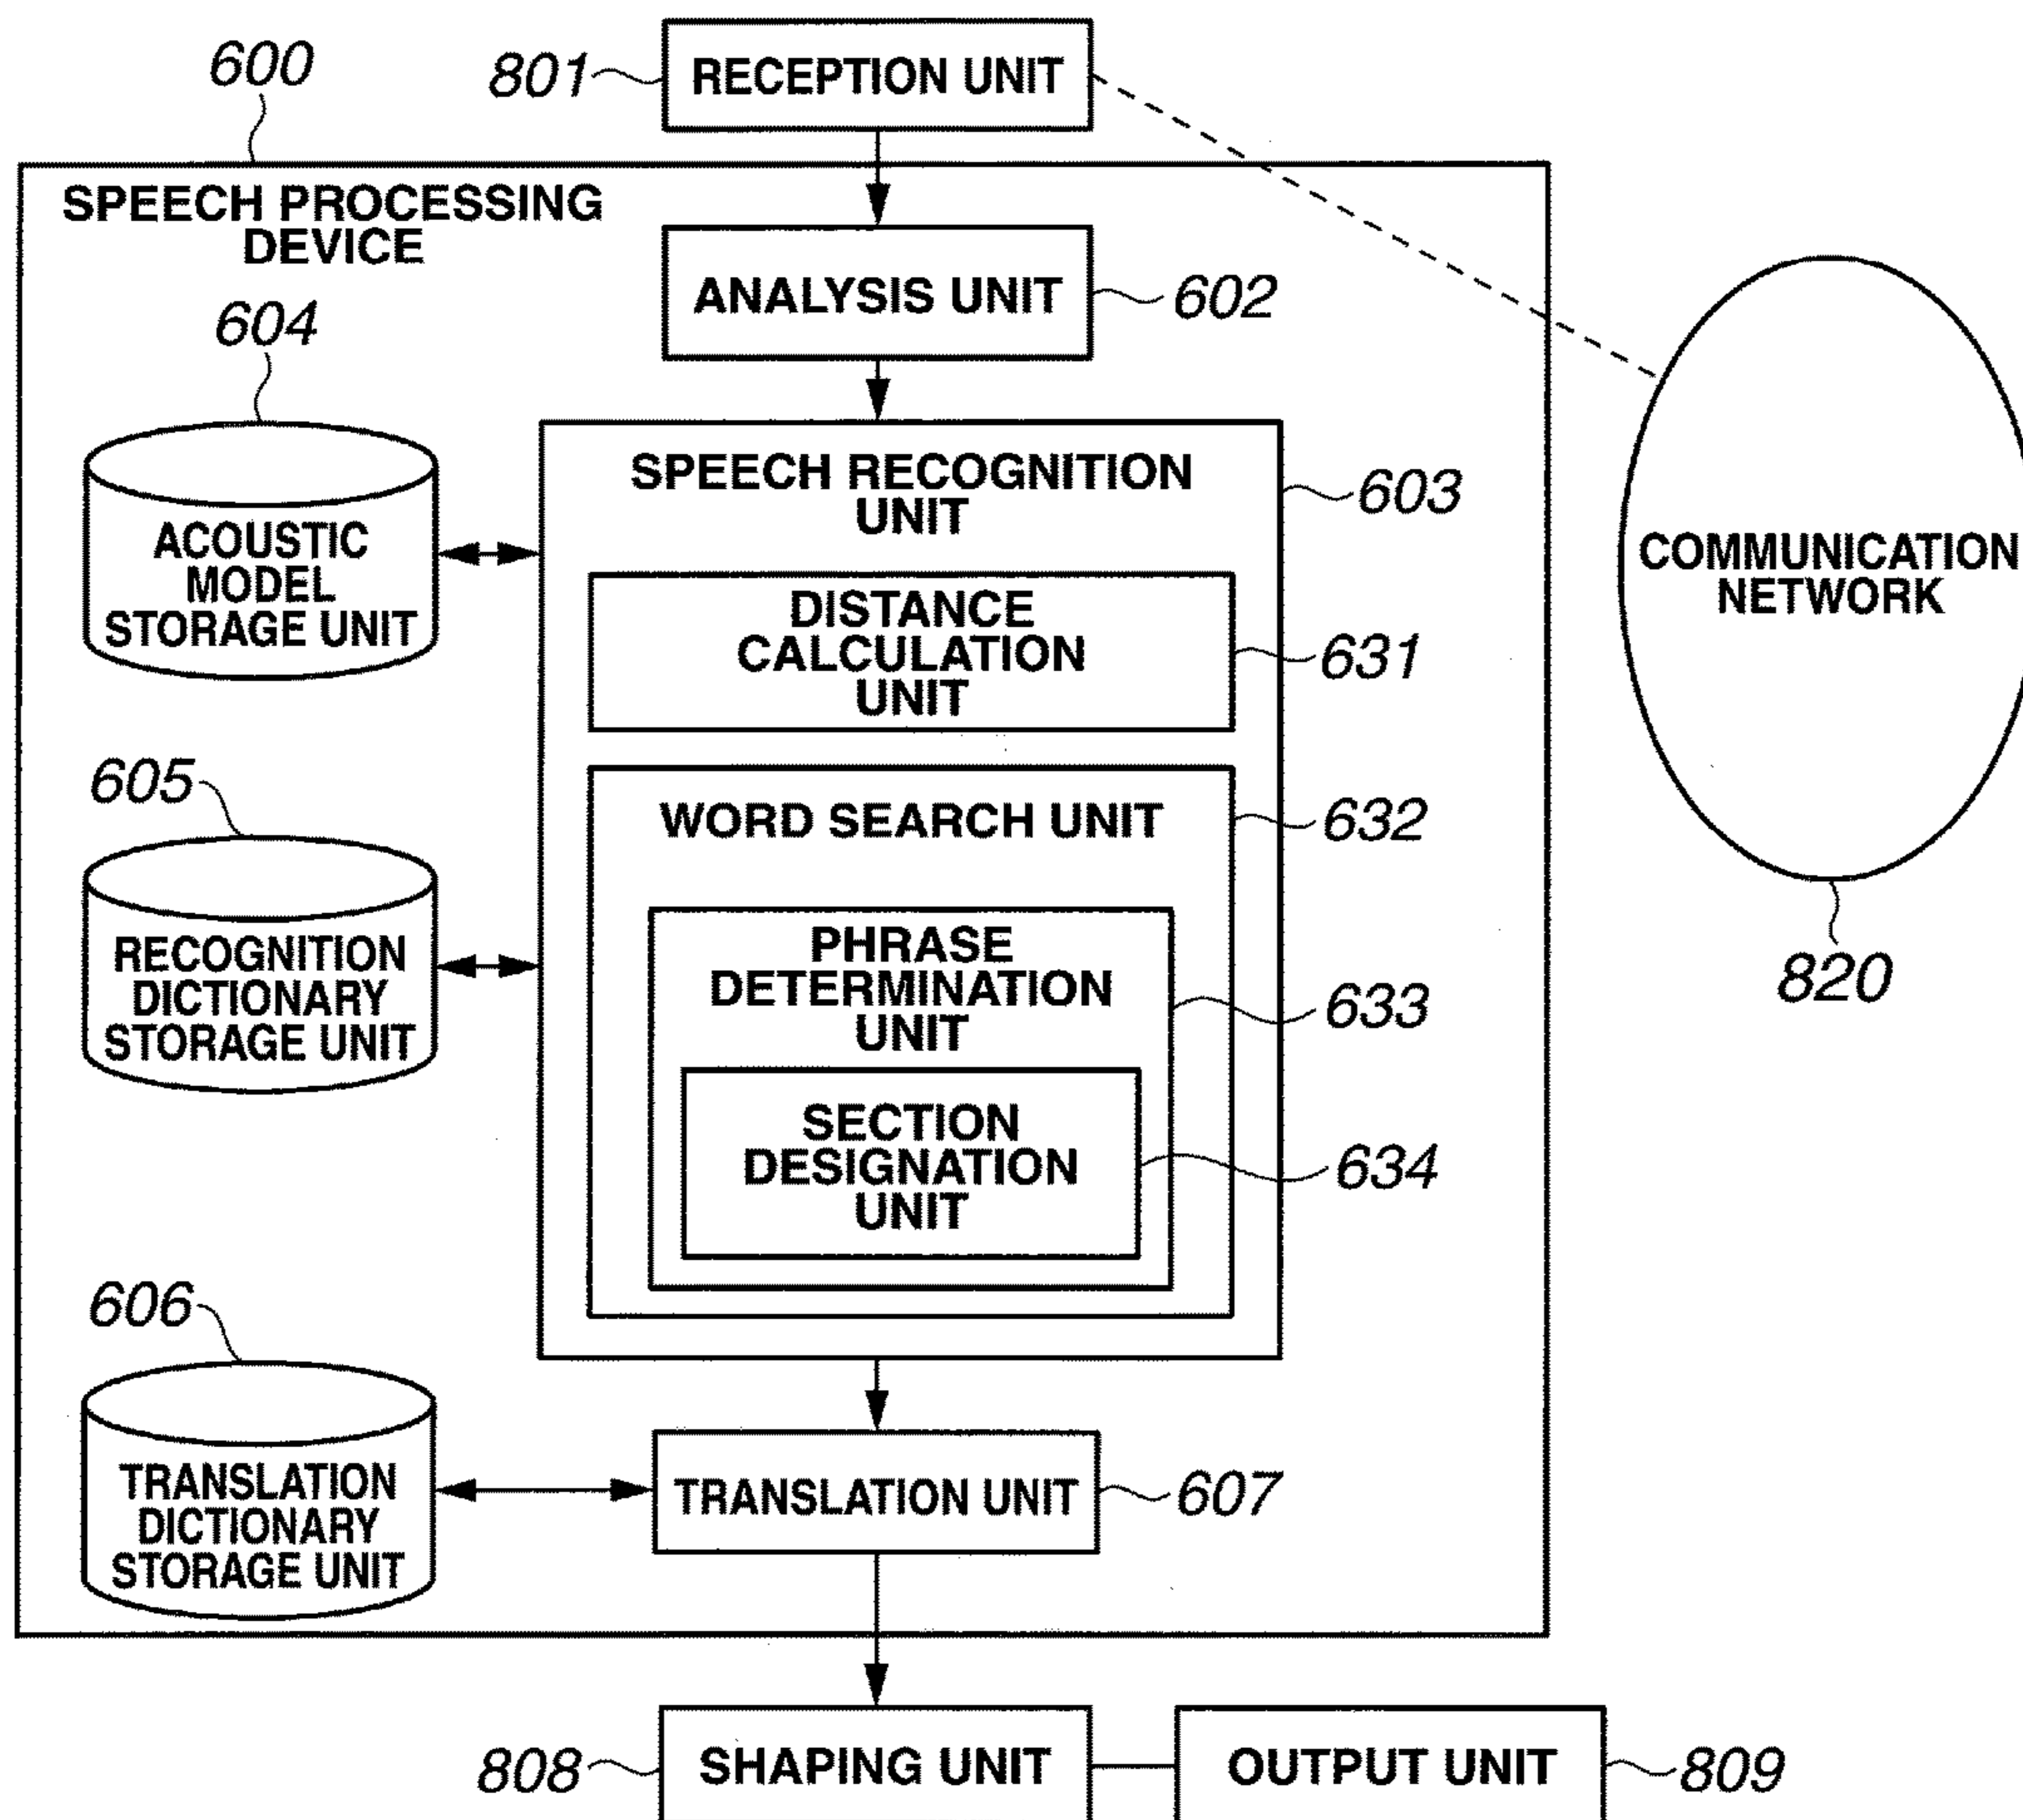 600
801
RECEPTION UNIT
SPEECH PROCESSING
DEVICE
ANALYSIS UNIT
602
604
ACOUSTIC
MODEL
STORAGE UNIT
SPEECH RECOGNITION
UNIT
603
DISTANCE
CALCULATION
UNIT
631
COMMUNICATION
NETWORK
820
605
RECOGNITION
DICTIONARY
STORAGE UNIT
WORD SEARCH UNIT
632
PHRASE
DETERMINATION
UNIT
633
SECTION
DESIGNATION
UNIT
634
606
TRANSLATION
DICTIONARY
STORAGE UNIT
TRANSLATION UNIT
607
808
SHAPING UNIT
OUTPUT UNIT
809